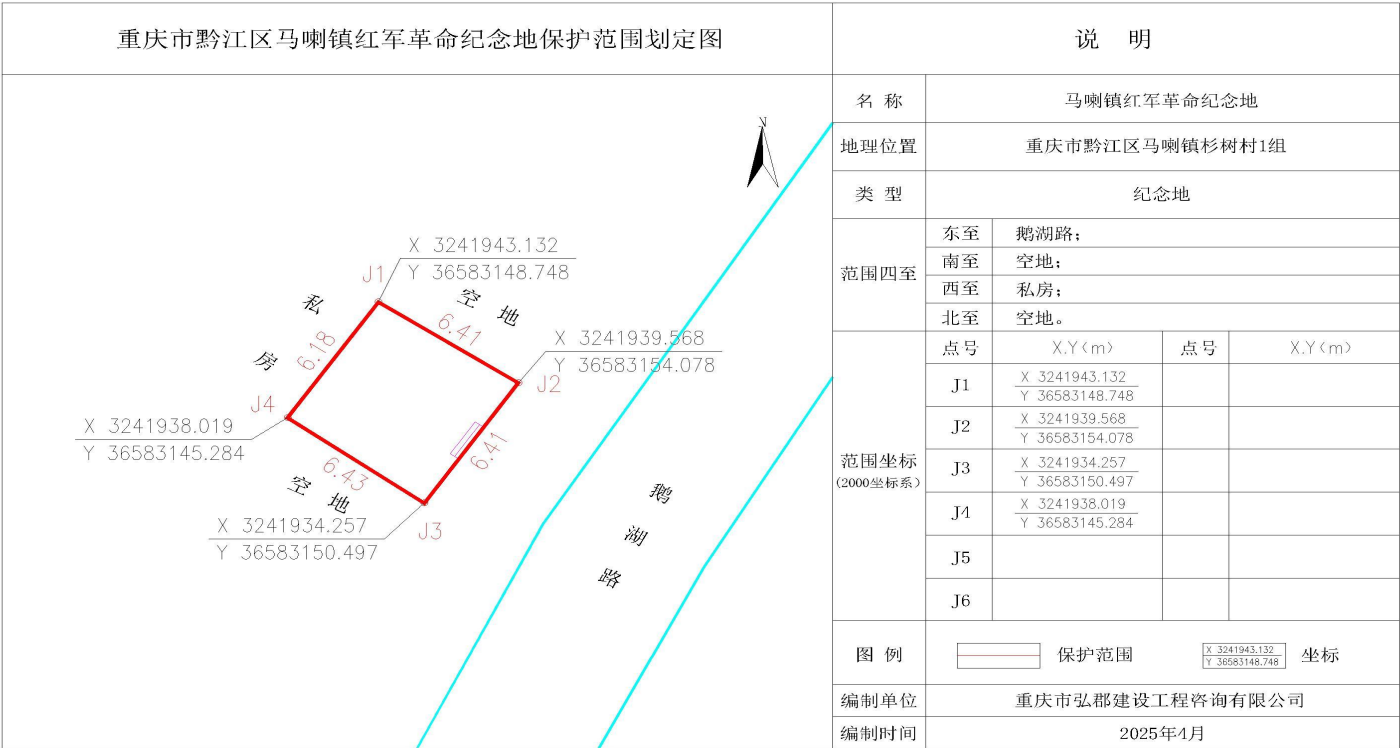 重庆市黔江区马喇镇红军革命纪念地保护范围划定图
N
X 3241943.132
Y 36583148.748
J1
空地
私房
6.41
6.18
X 3241939.568
Y 36583154.078
J2
J4
X 3241938.019
Y 36583145.284
6.41
6.43
空地
X 3241934.257
Y 36583150.497
J3
鹅湖路
说 明
名 称 马喇镇红军革命纪念地
地理位置 重庆市黔江区马喇镇杉树村1组
类 型 纪念地
范围四至
东至 鹅湖路；
南至 空地；
西至 私房；
北至 空地。
范围坐标
(2000坐标系)
点号 X.Y(m) 点号 X.Y(m)
J1 X 3241943.132
Y 36583148.748
J2 X 3241939.568
Y 36583154.078
J3 X 3241934.257
Y 36583150.497
J4 X 3241938.019
Y 36583145.284
J5
J6
图 例 保护范围 X 3241943.132
Y 36583148.748 坐标
编制单位 重庆市弘郡建设工程咨询有限公司
编制时间 2025年4月